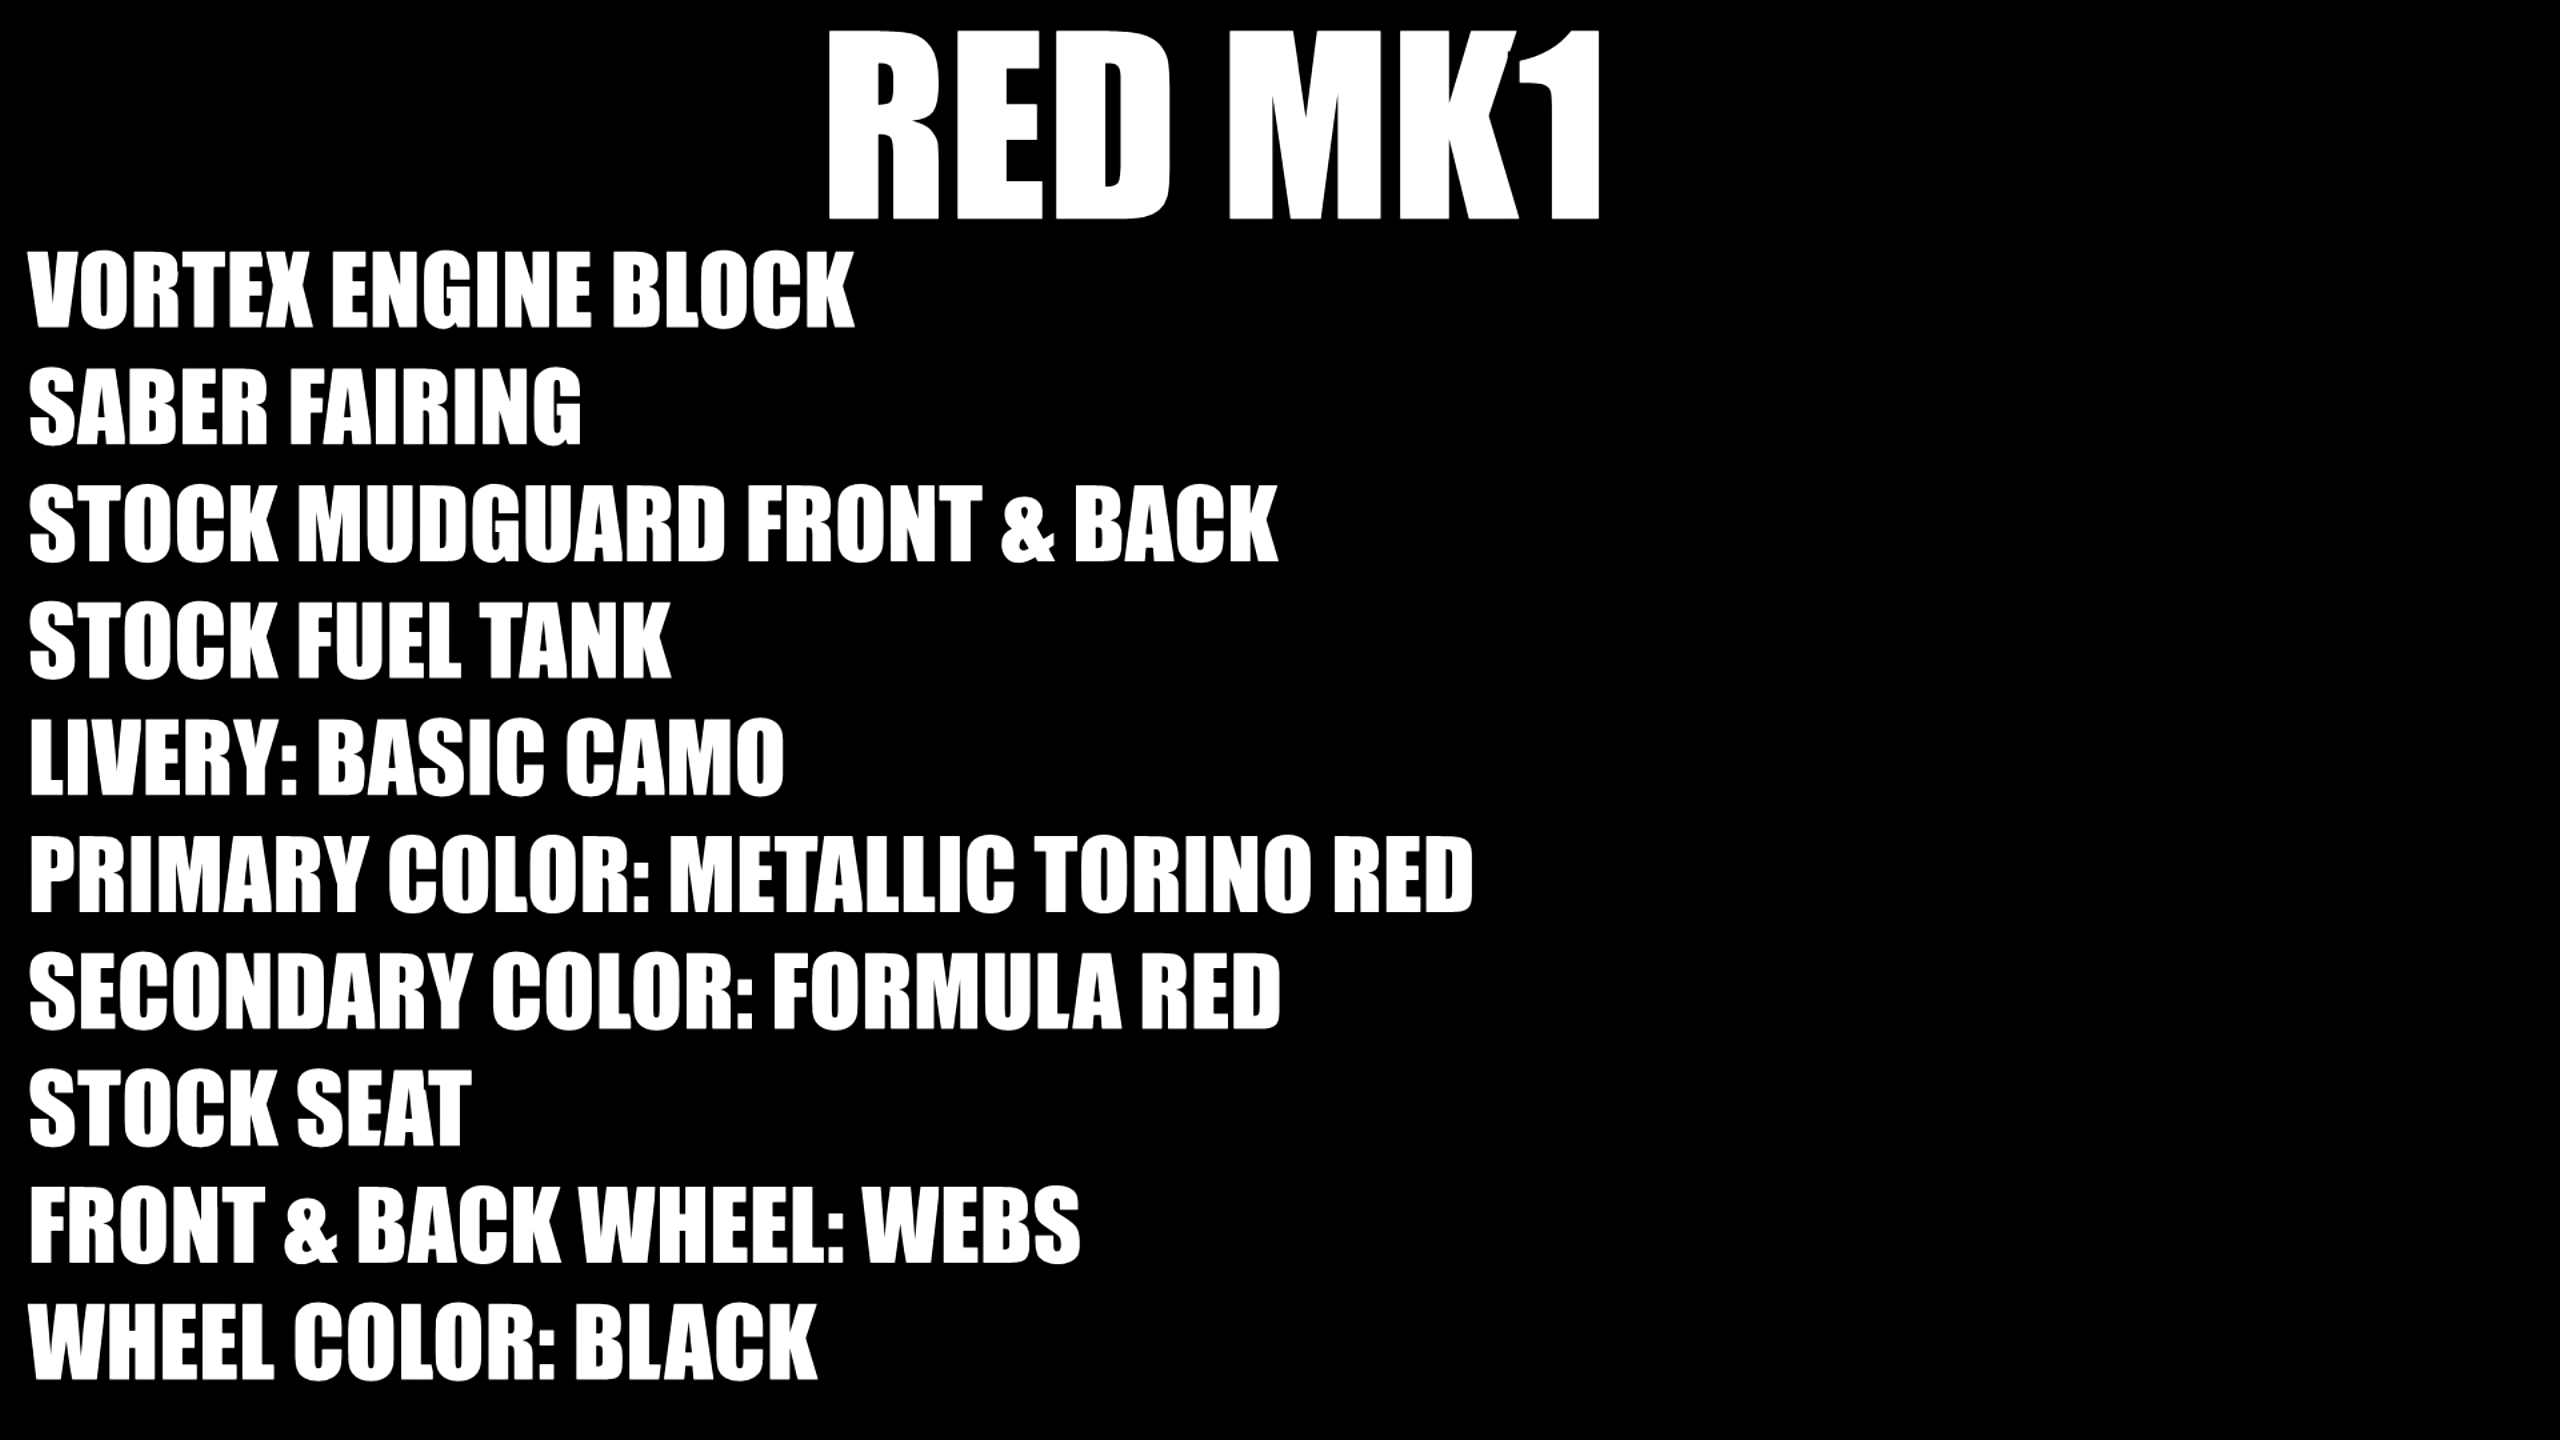 RED MK1
VORTEX ENGINE BLOCK
SABER FAIRING
STOCK MUDGUARD FRONT & BACK
STOCK FUEL TANK
LIVERY: BASIC CAMO
PRIMARY COLOR: METALLIC TORINO RED
SECONDARY COLOR: FORMULA RED
STOCK SEAT
FRONT & BACK WHEEL: WEBS
WHEEL COLOR: BLACK